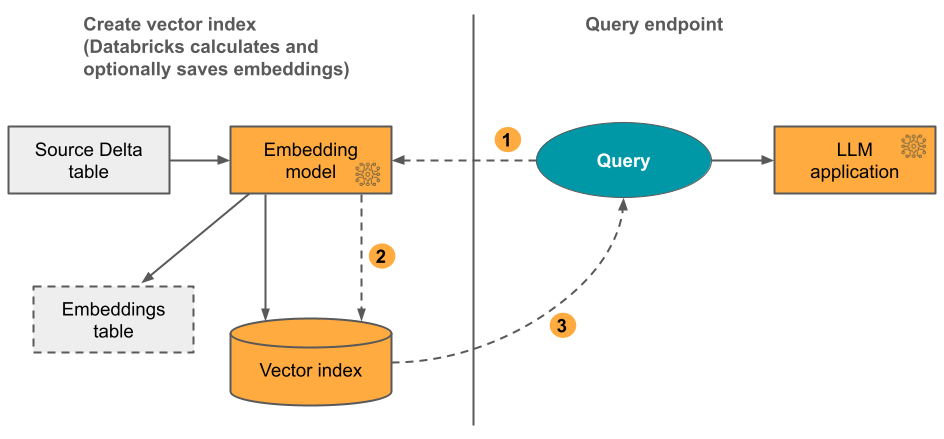 Create vector index
(Databricks calculates and
optionally saves embeddings)
Query endpoint
Source Delta
table
Embedding
model
1
Query
LLM
application
2
Embeddings
table
3
Vector index